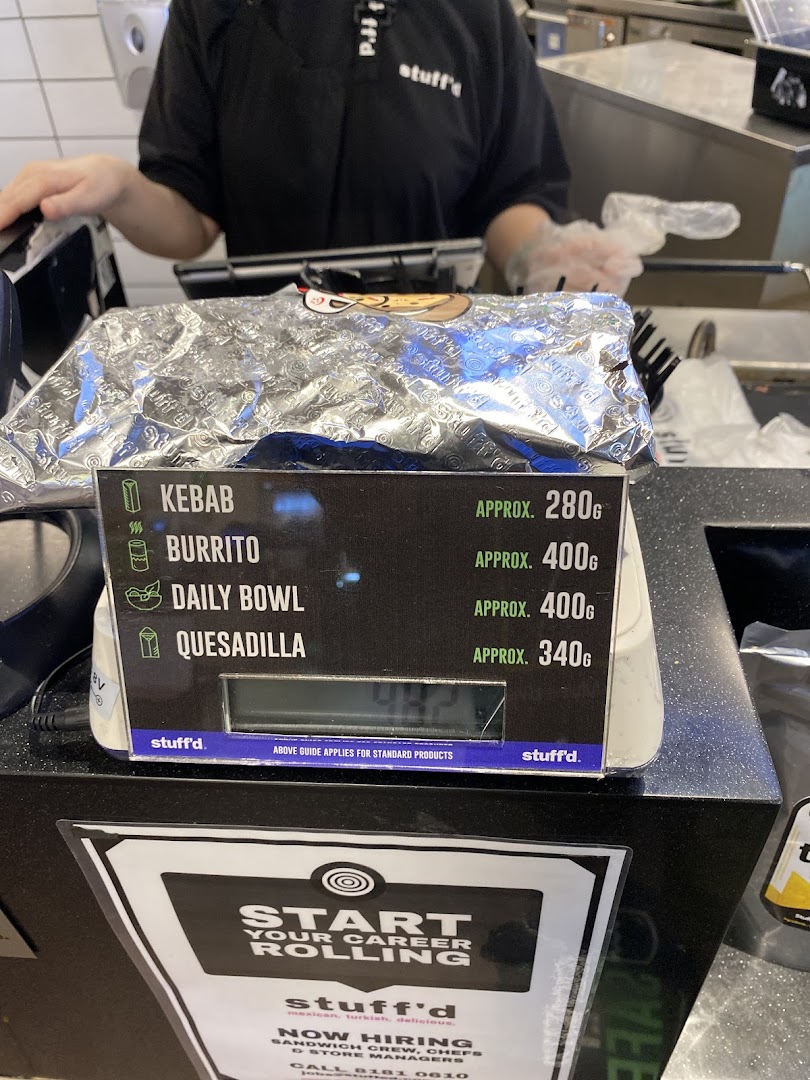 stuff'd
stuff'd
KEBAB APPROX. 280G
BURRITO APPROX. 400G
DAILY BOWL APPROX. 400G
QUESADILLA APPROX. 340G
482
stuff'd. ABOVE GUIDE APPLIES FOR STANDARD PRODUCTS stuff'd.
START
YOUR CAREER
ROLLING
stuff'd
mexican. turkish. delicious.
NOW HIRING
SANDWICH CREW, CHEFS
& STORE MANAGERS
CALL 8181 0610